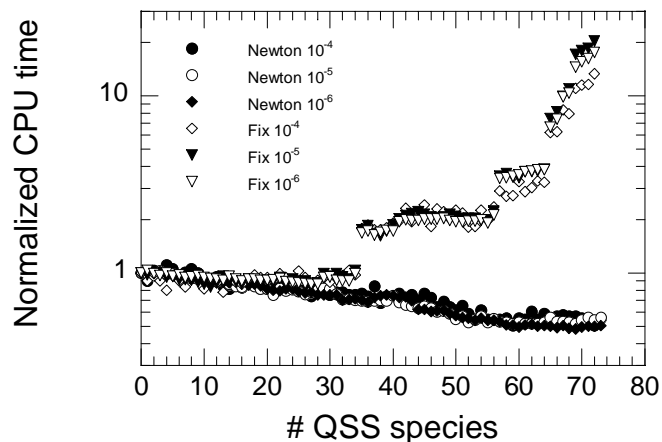 Normalized CPU time
10
1
Newton 10-4
Newton 10-5
Newton 10-6
Fix 10-4
Fix 10-5
Fix 10-6
0 10 20 30 40 50 60 70 80
# QSS species